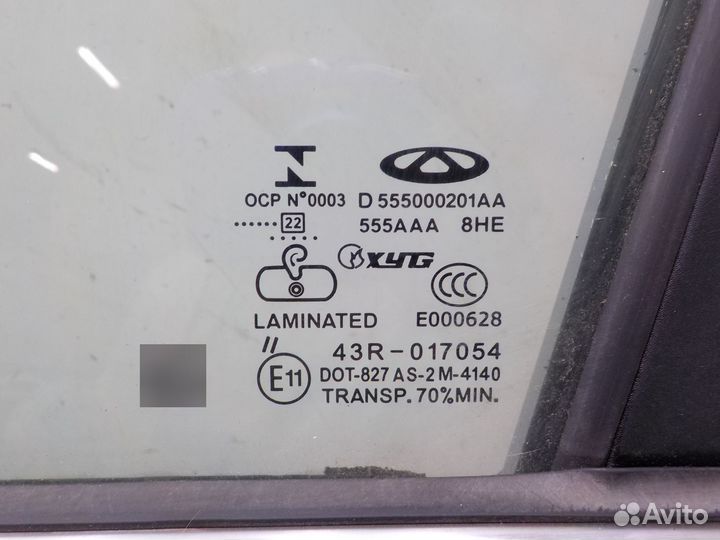 OCP N°0003 D 555000201AA
22 555AAA 8HE
XYG
CCC
LAMINATED E000628
43R-017054
E11 DOT-827 AS-2 M-4140
TRANSP. 70% MIN.
Avito